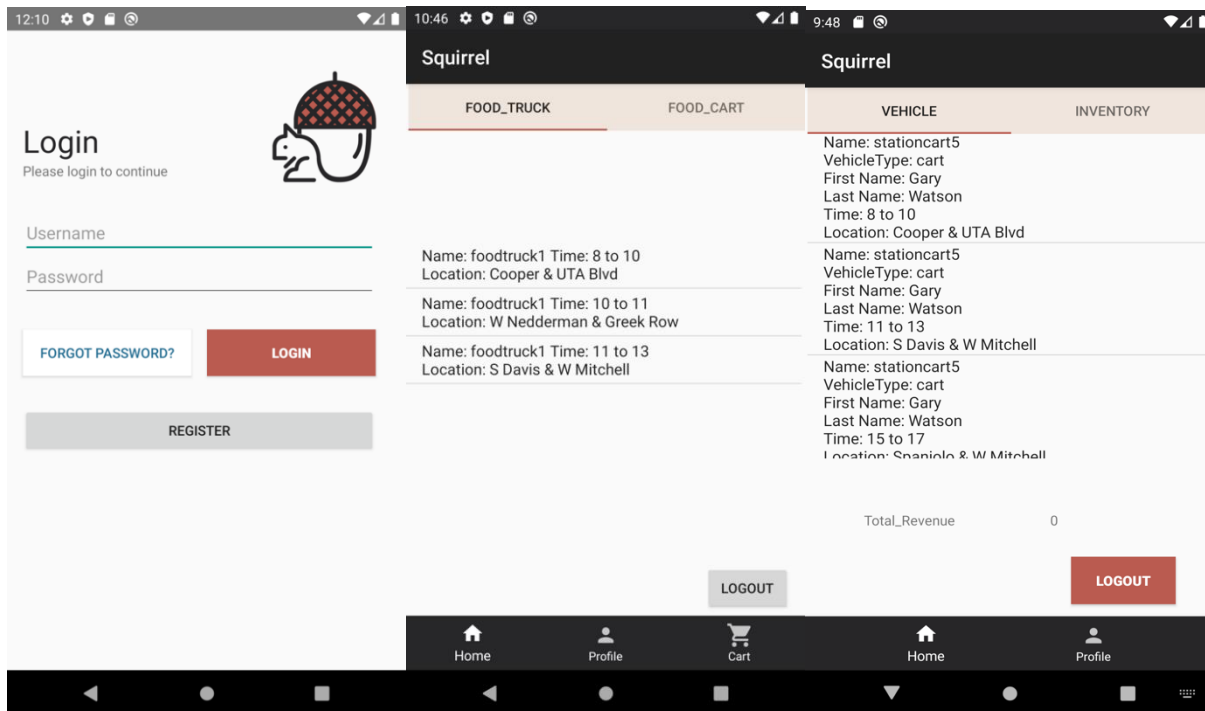 12:10
Login
Please login to continue
Username
Password
FORGOT PASSWORD?
LOGIN
REGISTER
10:46
Squirrel
FOOD_TRUCK
FOOD_CART
Name: foodtruck1 Time: 8 to 10
Location: Cooper & UTA Blvd
Name: foodtruck1 Time: 10 to 11
Location: W Nedderman & Greek Row
Name: foodtruck1 Time: 11 to 13
Location: S Davis & W Mitchell
LOGOUT
Home
Profile
Cart
9:48
Squirrel
VEHICLE
INVENTORY
Name: stationcart5
VehicleType: cart
First Name: Gary
Last Name: Watson
Time: 8 to 10
Location: Cooper & UTA Blvd
Name: stationcart5
VehicleType: cart
First Name: Gary
Last Name: Watson
Time: 11 to 13
Location: S Davis & W Mitchell
Name: stationcart5
VehicleType: cart
First Name: Gary
Last Name: Watson
Time: 15 to 17
Location: Spaniolo & W Mitchell
Total_Revenue 0
LOGOUT
Home
Profile